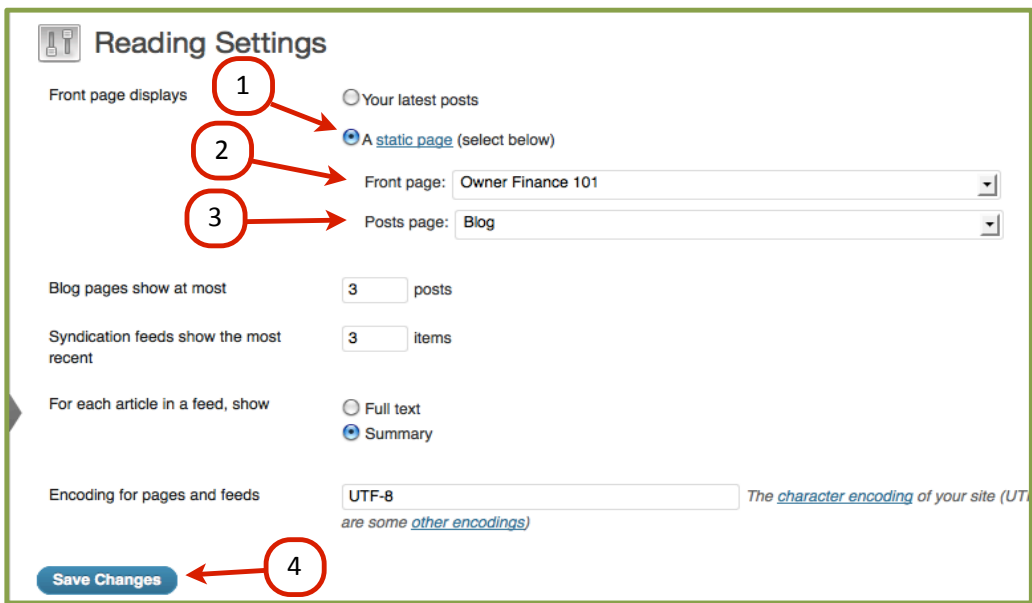 Reading Settings
1
Front page displays
Your latest posts
A static page (select below)
2
Front page: Owner Finance 101
3
Posts page: Blog
Blog pages show at most 3 posts
Syndication feeds show the most
recent
3 items
For each article in a feed, show
Full text
Summary
Encoding for pages and feeds UTF-8 The character encoding of your site (UTF
are some other encodings)
4
Save Changes